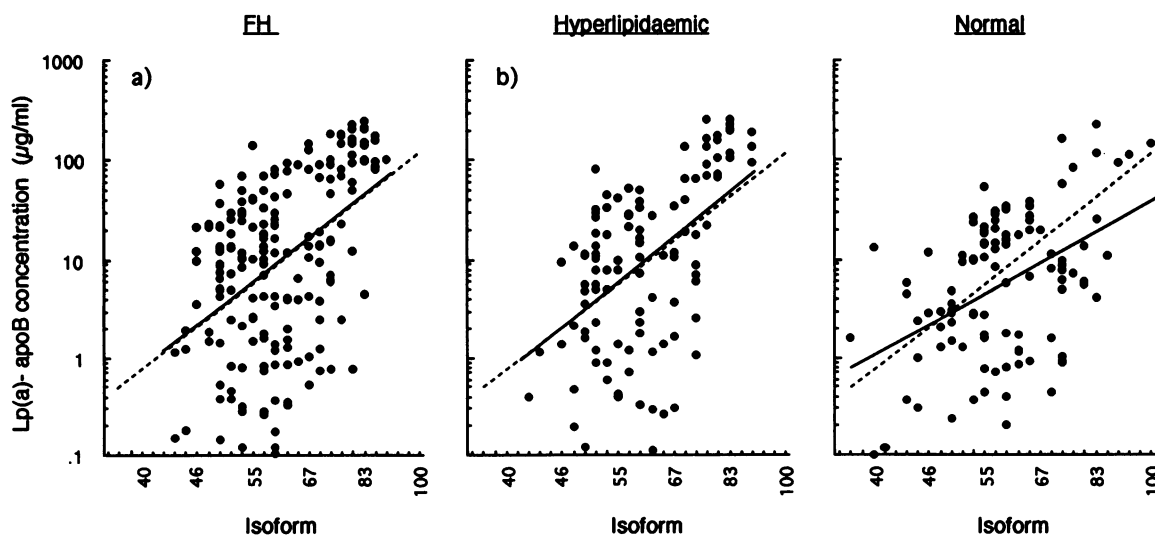 FH
Hyperlipidaemic
Normal
a)
b)
Lp(a)- apoB concentration (µg/ml)
1000
100
10
1
.1
40 46 55 67 83 100
40 46 55 67 83 100
40 46 55 67 83 100
Isoform
Isoform
Isoform